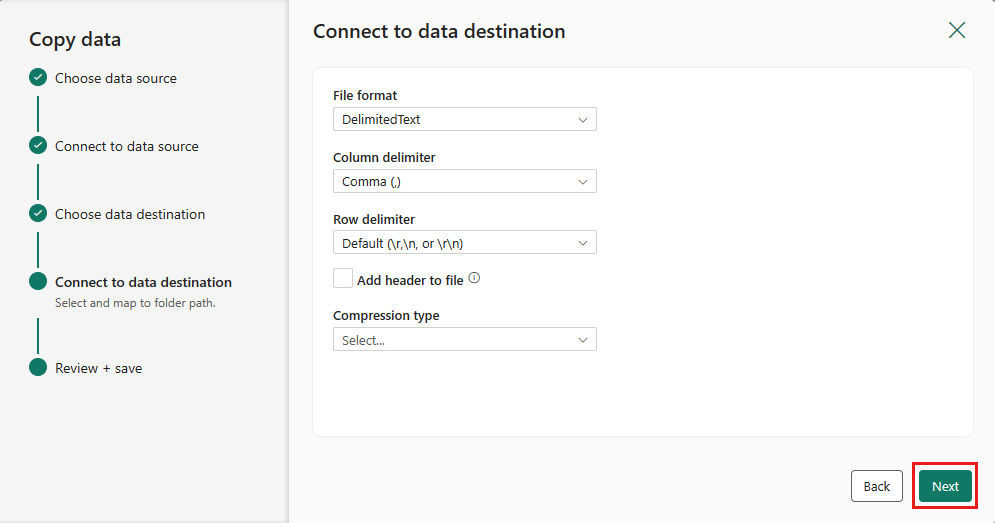 Copy data
Choose data source
Connect to data source
Choose data destination
Connect to data destination
Select and map to folder path.
Review + save
Connect to data destination
File format
DelimitedText
Column delimiter
Comma (,)
Row delimiter
Default (\r,\n, or \r\n)
Add header to file
Compression type
Select...
Back
Next